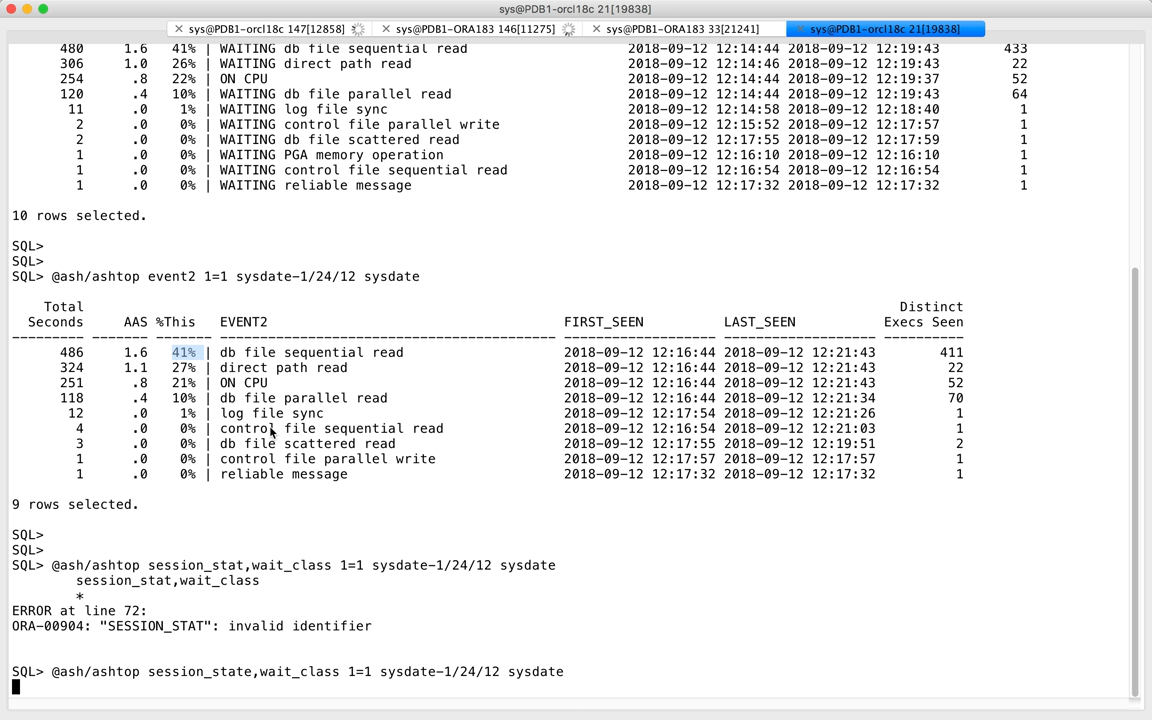 sys@PDB1-orcl18c 21[19838]
sys@PDB1-orcl18c 147[12858] sys@PDB1-ORA183 146[11275] sys@PDB1-ORA183 33[21241] sys@PDB1-orcl18c 21[19838]
480 1.6 41% | WAITING db file sequential read 2018-09-12 12:14:44 2018-09-12 12:19:43 433
306 1.0 26% | WAITING direct path read 2018-09-12 12:14:46 2018-09-12 12:19:43 22
254 .8 22% | ON CPU 2018-09-12 12:14:44 2018-09-12 12:19:37 52
120 .4 10% | WAITING db file parallel read 2018-09-12 12:14:44 2018-09-12 12:19:43 64
11 .0 1% | WAITING log file sync 2018-09-12 12:14:58 2018-09-12 12:18:40 1
2 .0 0% | WAITING control file parallel write 2018-09-12 12:15:52 2018-09-12 12:17:57 1
2 .0 0% | WAITING db file scattered read 2018-09-12 12:17:55 2018-09-12 12:17:59 1
1 .0 0% | WAITING PGA memory operation 2018-09-12 12:16:10 2018-09-12 12:16:10 1
1 .0 0% | WAITING control file sequential read 2018-09-12 12:16:54 2018-09-12 12:16:54 1
1 .0 0% | WAITING reliable message 2018-09-12 12:17:32 2018-09-12 12:17:32 1
10 rows selected.
SQL>
SQL>
SQL> @ash/ashtop event2 1=1 sysdate-1/24/12 sysdate
Total Distinct
Seconds AAS %This EVENT2 FIRST_SEEN LAST_SEEN Execs Seen
--------- ------- ------- ------------------------------------------ ------------------- ------------------- ----------
486 1.6 41% | db file sequential read 2018-09-12 12:16:44 2018-09-12 12:21:43 411
324 1.1 27% | direct path read 2018-09-12 12:16:44 2018-09-12 12:21:43 22
251 .8 21% | ON CPU 2018-09-12 12:16:44 2018-09-12 12:21:43 52
118 .4 10% | db file parallel read 2018-09-12 12:16:44 2018-09-12 12:21:34 70
12 .0 1% | log file sync 2018-09-12 12:17:54 2018-09-12 12:21:26 1
4 .0 0% | control file sequential read 2018-09-12 12:16:54 2018-09-12 12:21:03 1
3 .0 0% | db file scattered read 2018-09-12 12:17:55 2018-09-12 12:19:51 2
1 .0 0% | control file parallel write 2018-09-12 12:17:57 2018-09-12 12:17:57 1
1 .0 0% | reliable message 2018-09-12 12:17:32 2018-09-12 12:17:32 1
9 rows selected.
SQL>
SQL>
SQL> @ash/ashtop session_stat,wait_class 1=1 sysdate-1/24/12 sysdate
session_stat,wait_class
*
ERROR at line 72:
ORA-00904: "SESSION_STAT": invalid identifier
SQL> @ash/ashtop session_state,wait_class 1=1 sysdate-1/24/12 sysdate